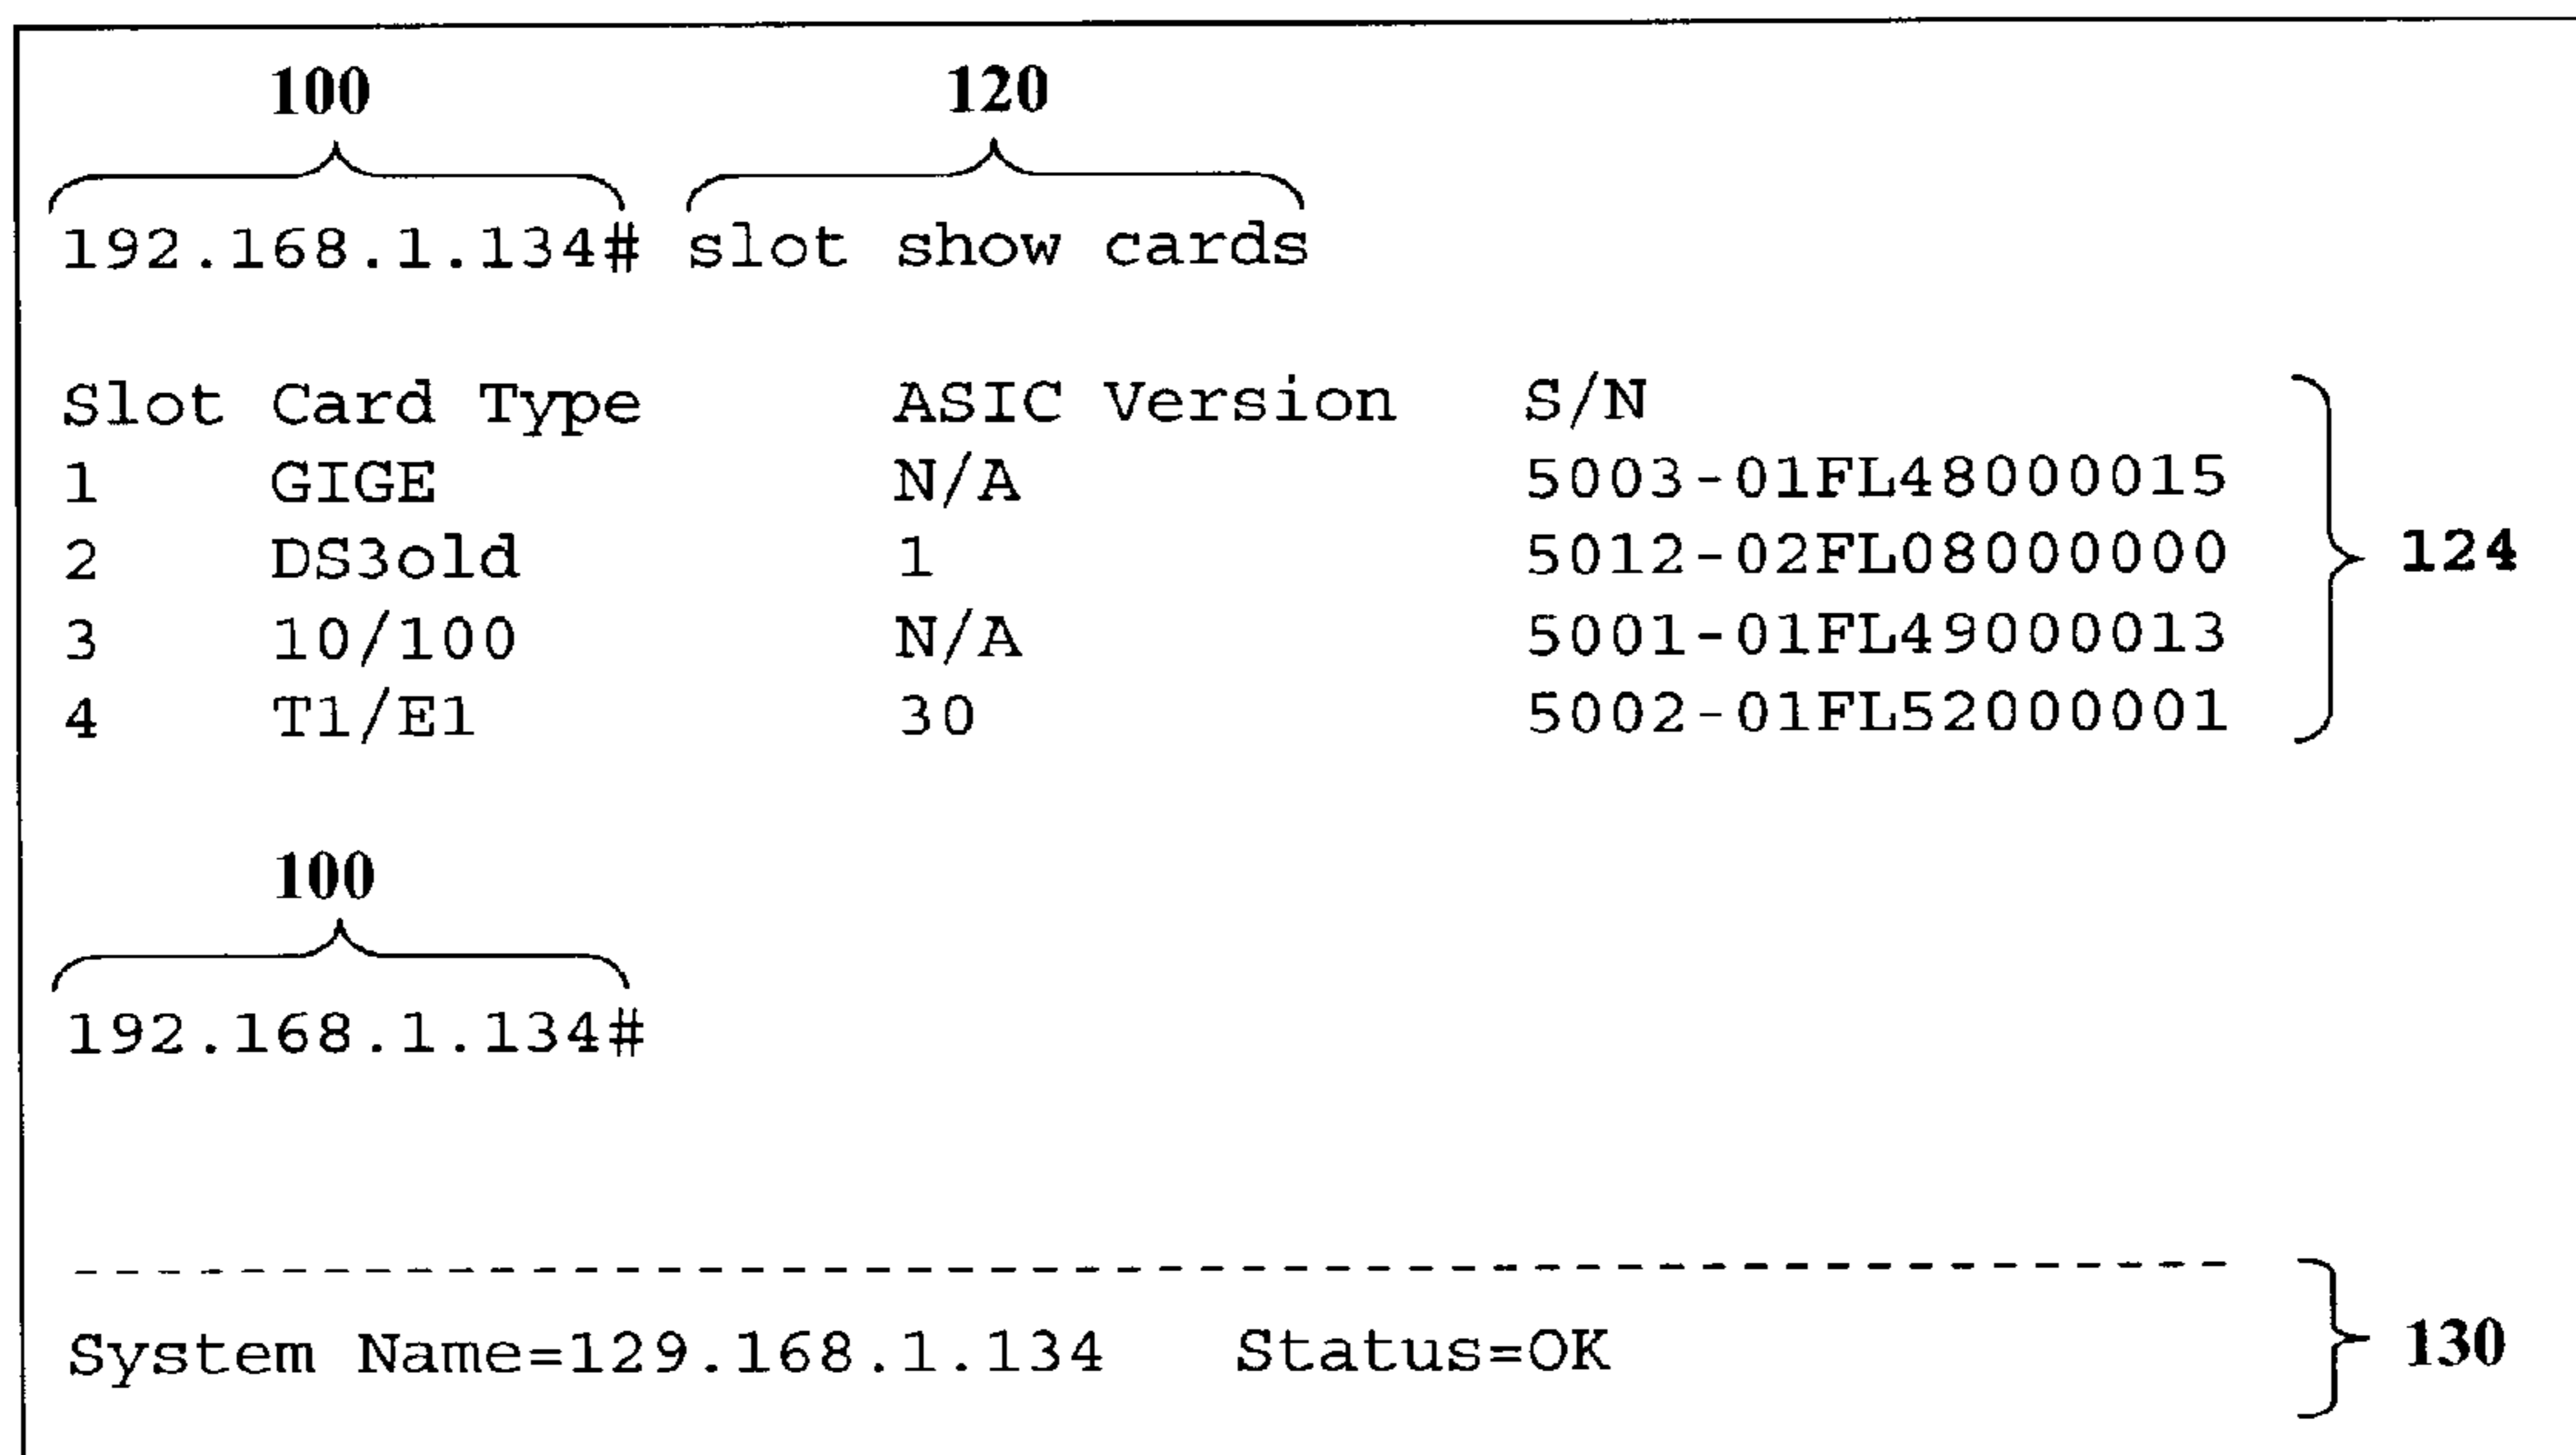 100 120
192.168.1.134# slot show cards
Slot Card Type ASIC Version S/N
1 GIGE N/A 5003-01FL48000015
2 DS3old 1 5012-02FL08000000
124
3 10/100 N/A 5001-01FL49000013
4 T1/E1 30 5002-01FL52000001
100
192.168.1.134#
--------------------------------
System Name=129.168.1.134 Status=OK
130